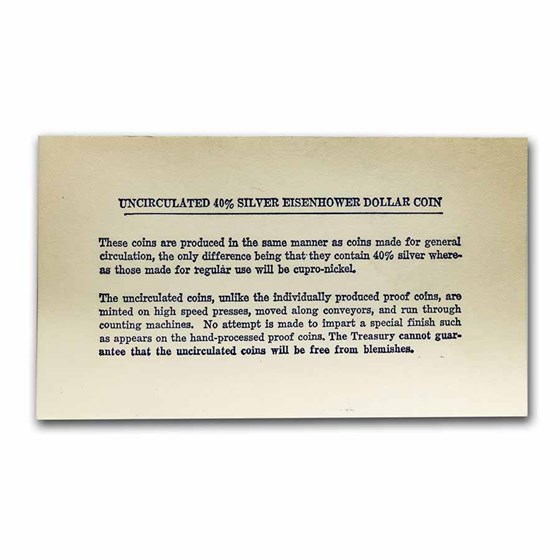 UNCIRCULATED 40% SILVER EISENHOWER DOLLAR COIN
These coins are produced in the same manner as coins made for general
circulation, the only difference being that they contain 40% silver where-
as those made for regular use will be cupro-nickel.
The uncirculated coins, unlike the individually produced proof coins, are
minted on high speed presses, moved along conveyors, and run through
counting machines. No attempt is made to impart a special finish such
as appears on the hand-processed proof coins. The Treasury cannot guar-
antee that the uncirculated coins will be free from blemishes.